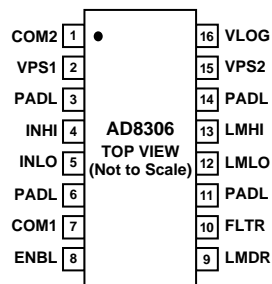 COM2 1 16 VLOG
VPS1 2 15 VPS2
PADL 3 14 PADL
INHI 4 AD8306 13 LMHI
TOP VIEW
INLO 5 (Not to Scale) 12 LMLO
PADL 6 11 PADL
COM1 7 10 FLTR
ENBL 8 9 LMDR